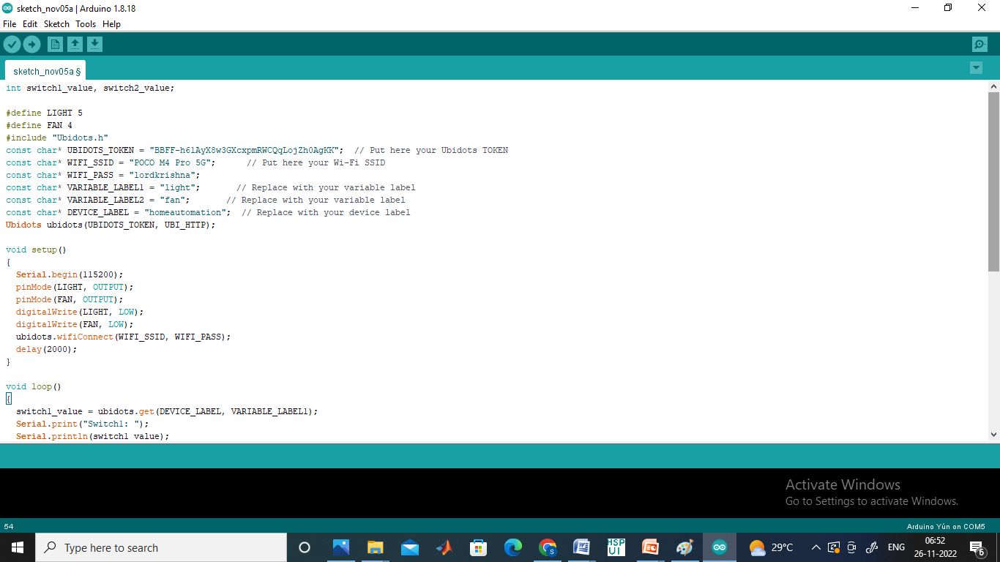 sketch_nov05a | Arduino 1.8.18
File Edit Sketch Tools Help
sketch_nov05a §
int switch1_value, switch2_value;
#define LIGHT 5
#define FAN 4
#include "Ubidots.h"
const char* UBIDOTS_TOKEN = "BBFF-h6lAyX8w3GXcxpmRWCQqLojZh0AgKK";  // Put here your Ubidots TOKEN
const char* WIFI_SSID = "POCO M4 Pro 5G";      // Put here your Wi-Fi SSID
const char* WIFI_PASS = "lordkrishna";
const char* VARIABLE_LABEL1 = "light";       // Replace with your variable label
const char* VARIABLE_LABEL2 = "fan";       // Replace with your variable label
const char* DEVICE_LABEL = "homeautomation";  // Replace with your device label
Ubidots ubidots(UBIDOTS_TOKEN, UBI_HTTP);
void setup()
{
  Serial.begin(115200);
  pinMode(LIGHT, OUTPUT);
  pinMode(FAN, OUTPUT);
  digitalWrite(LIGHT, LOW);
  digitalWrite(FAN, LOW);
  ubidots.wifiConnect(WIFI_SSID, WIFI_PASS);
  delay(2000);
}
void loop()
{
  switch1_value = ubidots.get(DEVICE_LABEL, VARIABLE_LABEL1);
  Serial.print("Switch1: ");
  Serial.println(switch1 value);
Activate Windows
Go to Settings to activate Windows.
54
Arduino Yún on COM5
Type here to search
S
W
HSP
UI
29°C
ENG
06:52
26-11-2022
6